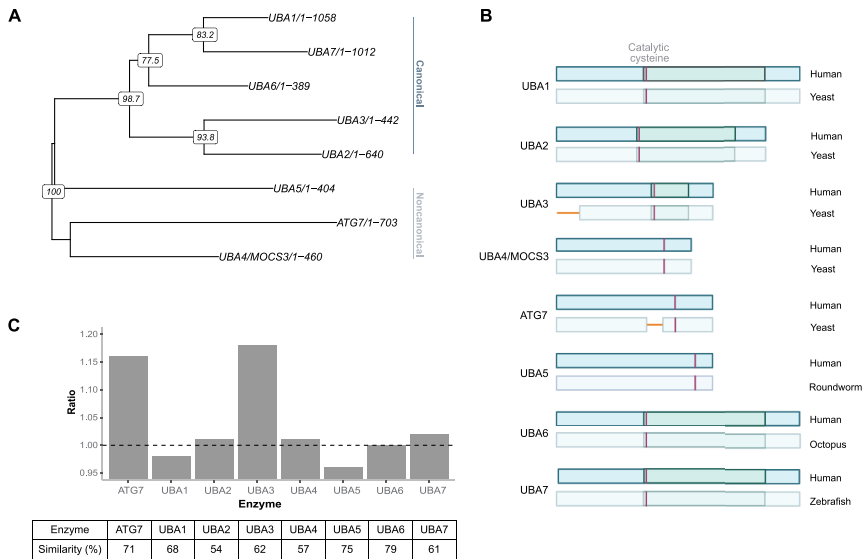 A
UBA1/1−1058
83.2
UBA7/1−1012
77.5
UBA6/1−389
98.7
UBA3/1−442
93.8
UBA2/1−640
100
UBA5/1−404
ATG7/1−703
UBA4/MOCS3/1−460
Canonical
Noncanonical
B
Catalytic
cysteine
UBA1
Human
Yeast
UBA2
Human
Yeast
UBA3
Human
Yeast
UBA4/MOCS3
Human
Yeast
ATG7
Human
Yeast
UBA5
Human
Roundworm
UBA6
Human
Octopus
UBA7
Human
Zebrafish
C
Ratio
1.20
1.15
1.10
1.05
1.00
0.95
ATG7 UBA1 UBA2 UBA3 UBA4 UBA5 UBA6 UBA7
Enzyme
Enzyme ATG7 UBA1 UBA2 UBA3 UBA4 UBA5 UBA6 UBA7
Similarity (%) 71 68 54 62 57 75 79 61